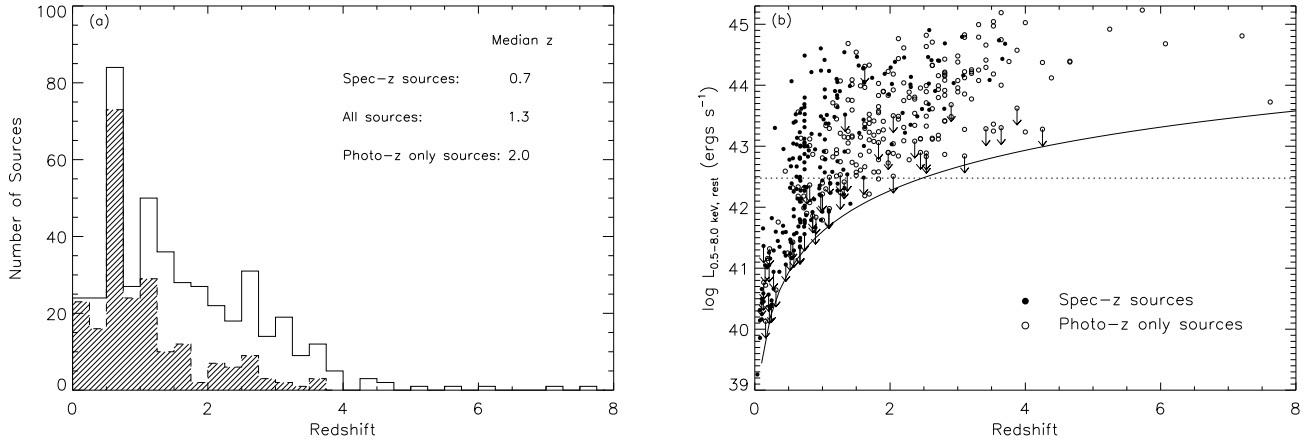 (a)
Median z
Spec−z sources: 0.7
All sources: 1.3
Photo−z only sources: 2.0
Number of Sources
100
80
60
40
20
0
0 2 4 6 8
Redshift
(b)
log L0.5−8.0 keV, rest (ergs s−1)
45
44
43
42
41
40
39
Spec−z sources
Photo−z only sources
0 2 4 6 8
Redshift